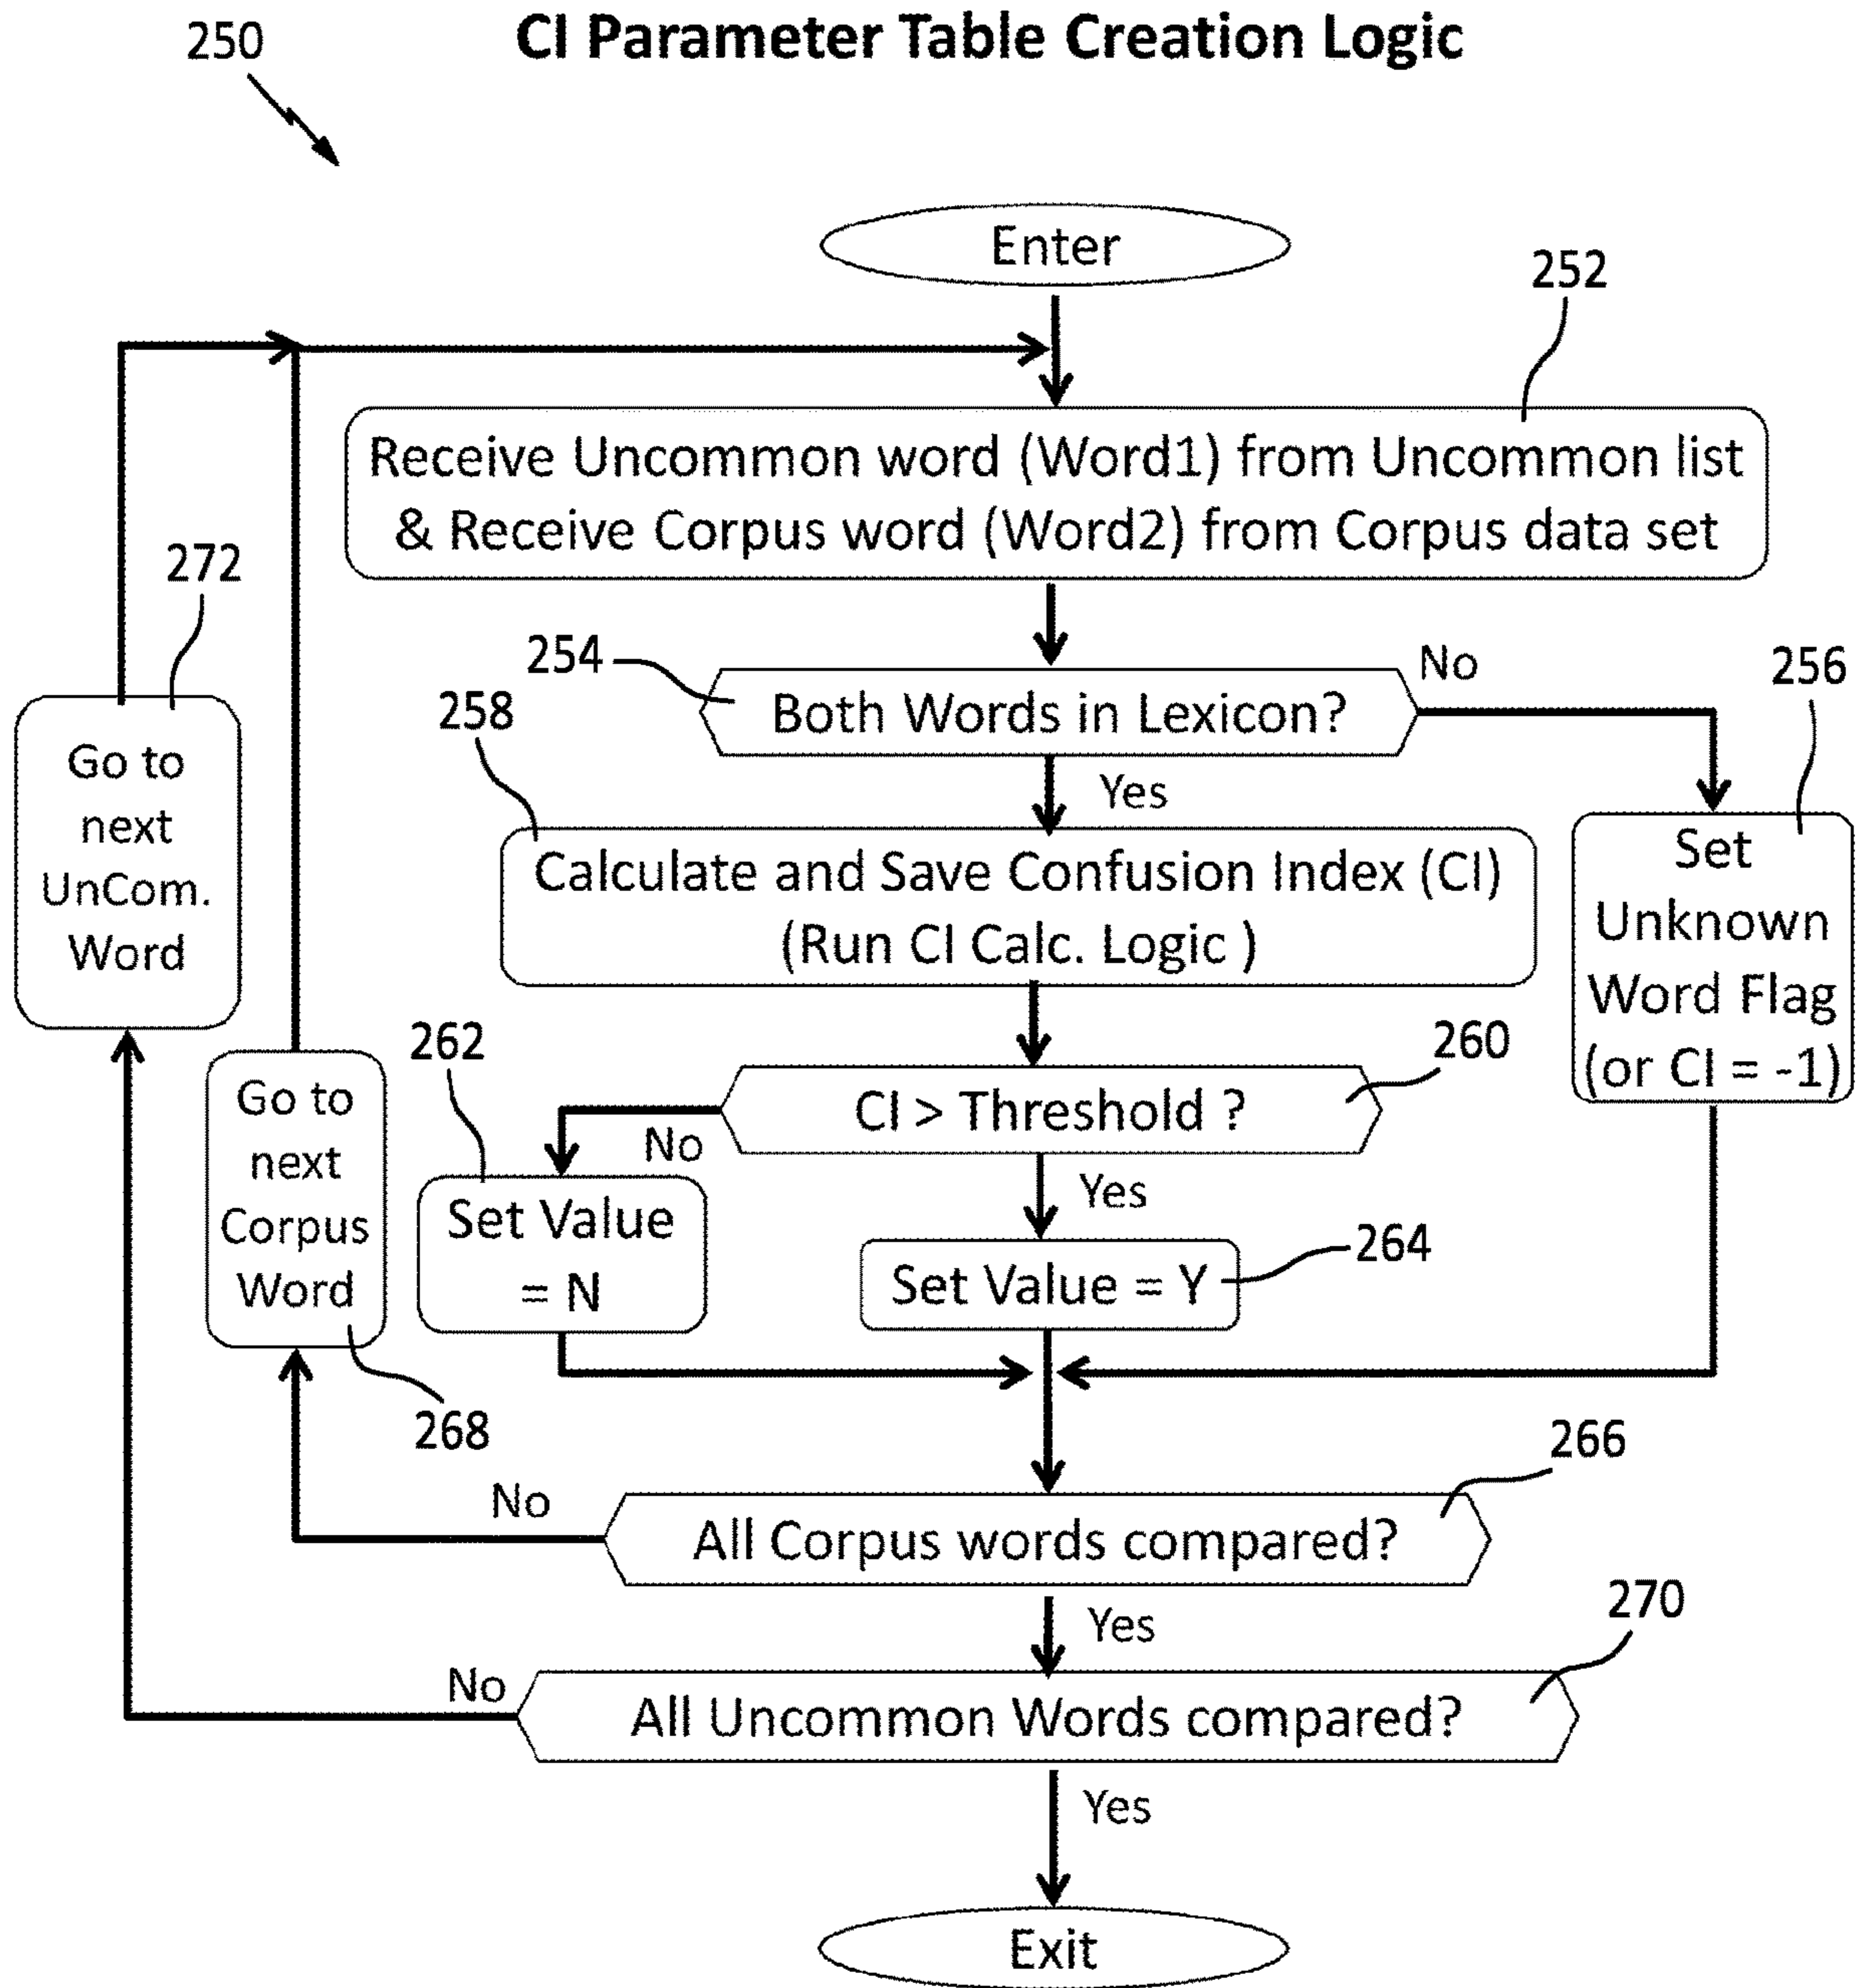 CI Parameter Table Creation Logic
250
Enter
252
Receive Uncommon word (Word1) from Uncommon list
& Receive Corpus word (Word2) from Corpus data set
272
254
Both Words in Lexicon?
No
256
258
Yes
Go to
next
UnCom.
Word
Calculate and Save Confusion Index (CI)
(Run CI Calc. Logic )
Set
Unknown
Word Flag
(or CI = -1)
262
260
CI > Threshold ?
No
Yes
Go to
next
Corpus
Word
Set Value
= N
264
Set Value = Y
268
266
No
All Corpus words compared?
Yes
270
No
All Uncommon Words compared?
Yes
Exit